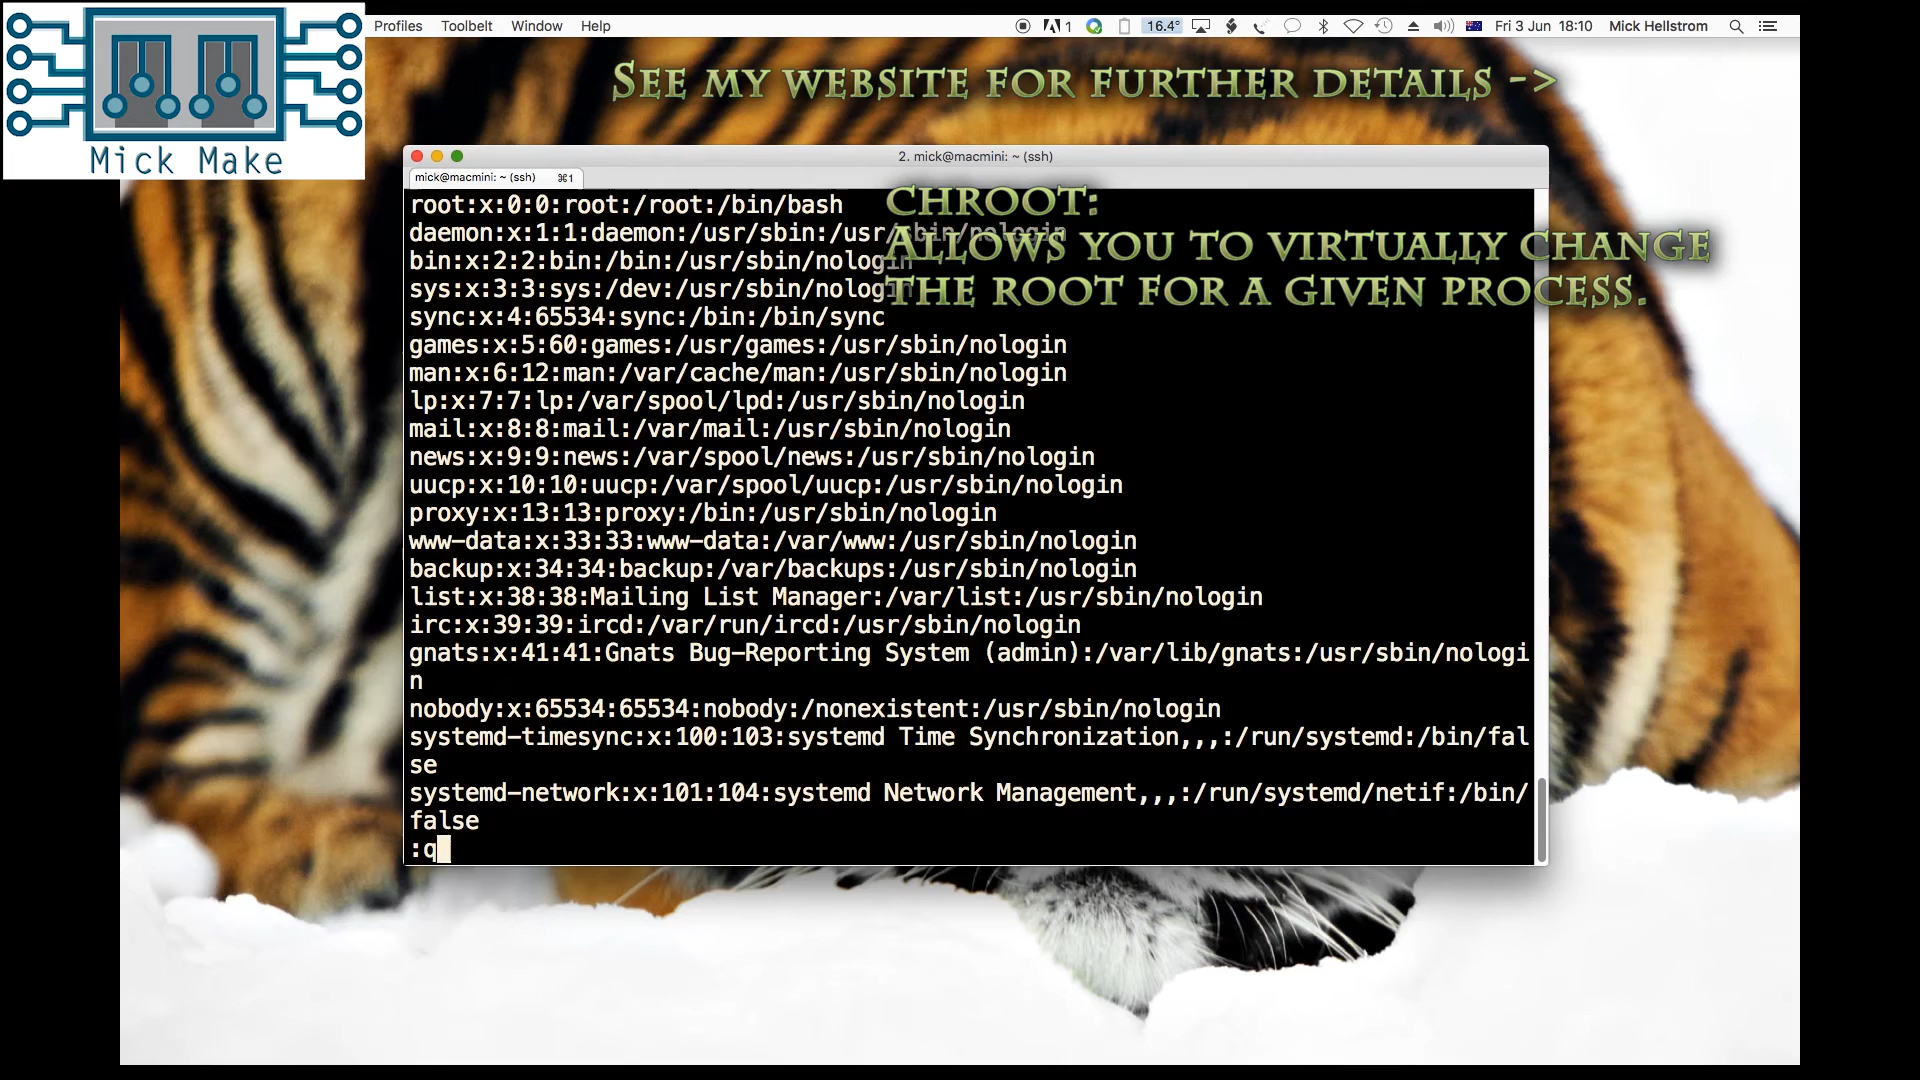 Profiles Toolbelt Window Help 1 16.4° Fri 3 Jun 18:10 Mick Hellstrom
Mick Make
See my website for further details ->
2. mick@macmini: ~ (ssh)
mick@macmini: ~ (ssh) ⌘1
chroot:
Allows you to virtually change
the root for a given process.
root:x:0:0:root:/root:/bin/bash
daemon:x:1:1:daemon:/usr/sbin:/usr/sbin/nologin
bin:x:2:2:bin:/bin:/usr/sbin/nologin
sys:x:3:3:sys:/dev:/usr/sbin/nologin
sync:x:4:65534:sync:/bin:/bin/sync
games:x:5:60:games:/usr/games:/usr/sbin/nologin
man:x:6:12:man:/var/cache/man:/usr/sbin/nologin
lp:x:7:7:lp:/var/spool/lpd:/usr/sbin/nologin
mail:x:8:8:mail:/var/mail:/usr/sbin/nologin
news:x:9:9:news:/var/spool/news:/usr/sbin/nologin
uucp:x:10:10:uucp:/var/spool/uucp:/usr/sbin/nologin
proxy:x:13:13:proxy:/bin:/usr/sbin/nologin
www-data:x:33:33:www-data:/var/www:/usr/sbin/nologin
backup:x:34:34:backup:/var/backups:/usr/sbin/nologin
list:x:38:38:Mailing List Manager:/var/list:/usr/sbin/nologin
irc:x:39:39:ircd:/var/run/ircd:/usr/sbin/nologin
gnats:x:41:41:Gnats Bug-Reporting System (admin):/var/lib/gnats:/usr/sbin/nologi
n
nobody:x:65534:65534:nobody:/nonexistent:/usr/sbin/nologin
systemd-timesync:x:100:103:systemd Time Synchronization,,,:/run/systemd:/bin/fal
se
systemd-network:x:101:104:systemd Network Management,,,:/run/systemd/netif:/bin/
false
:q